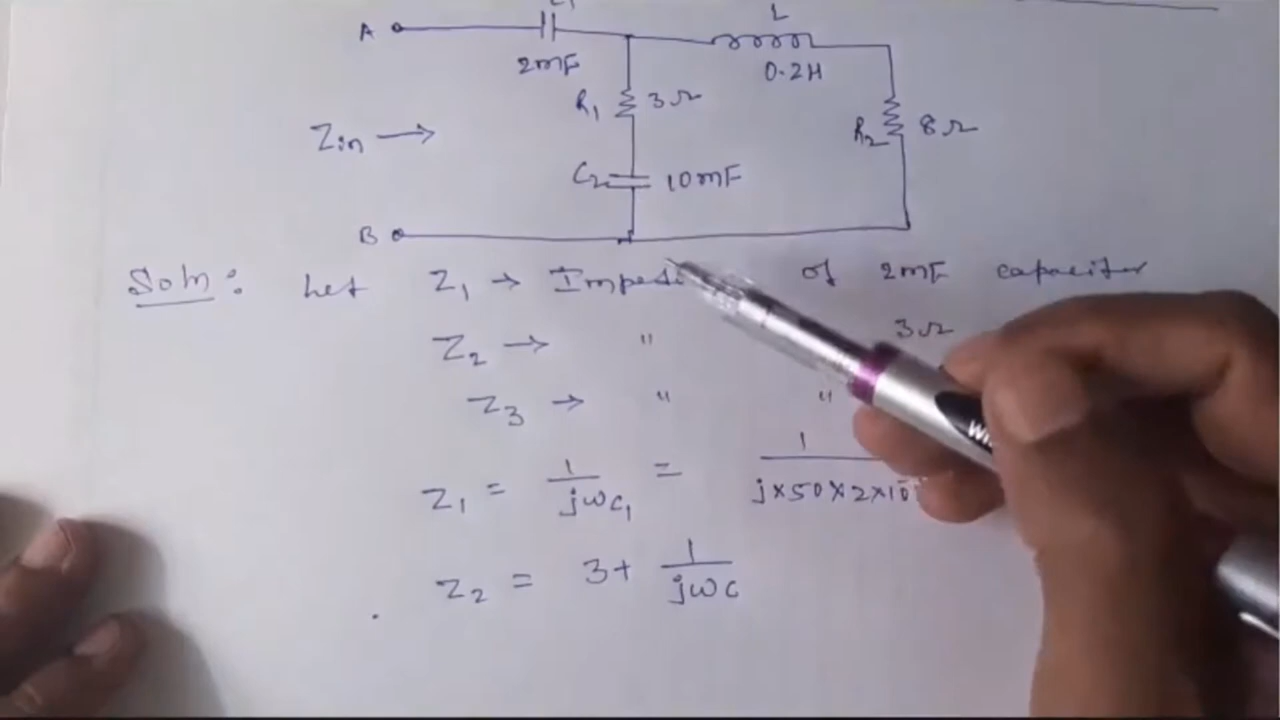 C1
L
A
2mF
0.2H
R1 3Ω
Zin →
R2 8Ω
C2 10mF
B
Soln: Let Z1 → of 2mF capacitor
Z2 → " 3Ω
Z3 → " "
Z1 = 1/jωC1 = 1/j×50×2×10
Z2 = 3+ 1/jωC